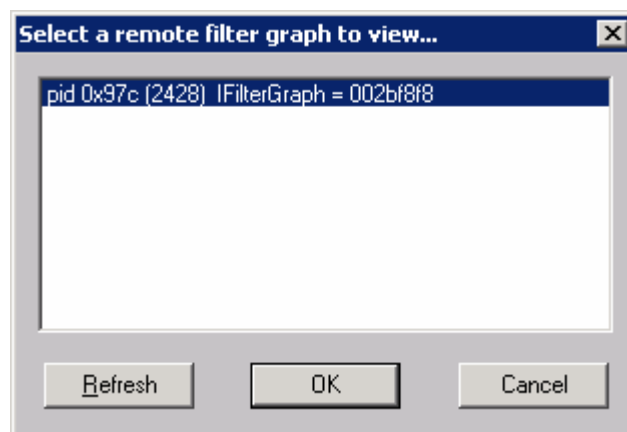 Select a remote filter graph to view...
pid 0x97c (2428) IFilterGraph = 002bf8f8
Refresh
OK
Cancel